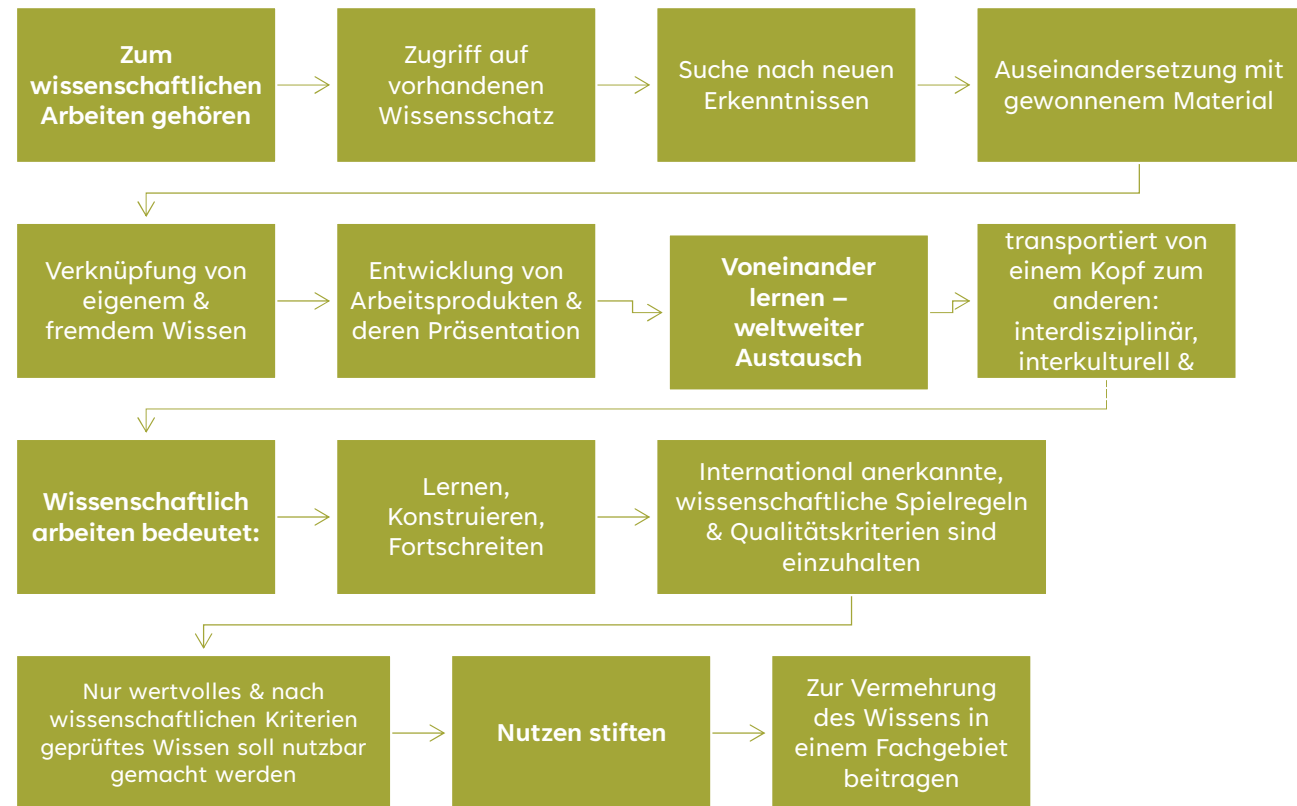 Zum
wissenschaftlichen
Arbeiten gehören
Zugriff auf
vorhandenen
Wissensschatz
Suche nach neuen
Erkenntnissen
Auseinandersetzung mit
gewonnenem Material
Verknüpfung von
eigenem &
fremdem Wissen
Entwicklung von
Arbeitsprodukten &
deren Präsentation
Voneinander
lernen –
weltweiter
Austausch
transportiert von
einem Kopf zum
anderen:
interdisziplinär,
interkulturell &
Wissenschaftlich
arbeiten bedeutet:
Lernen,
Konstruieren,
Fortschreiten
International anerkannte,
wissenschaftliche Spielregeln
& Qualitätskriterien sind
einzuhalten
Nur wertvolles & nach
wissenschaftlichen Kriterien
geprüftes Wissen soll nutzbar
gemacht werden
Nutzen stiften
Zur Vermehrung
des Wissens in
einem Fachgebiet
beitragen